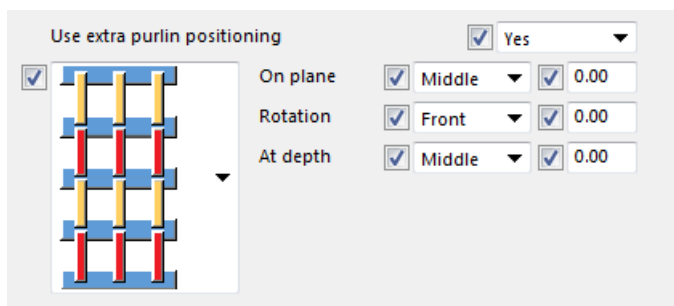 Use extra purlin positioning Yes
On plane Middle 0.00
Rotation Front 0.00
At depth Middle 0.00